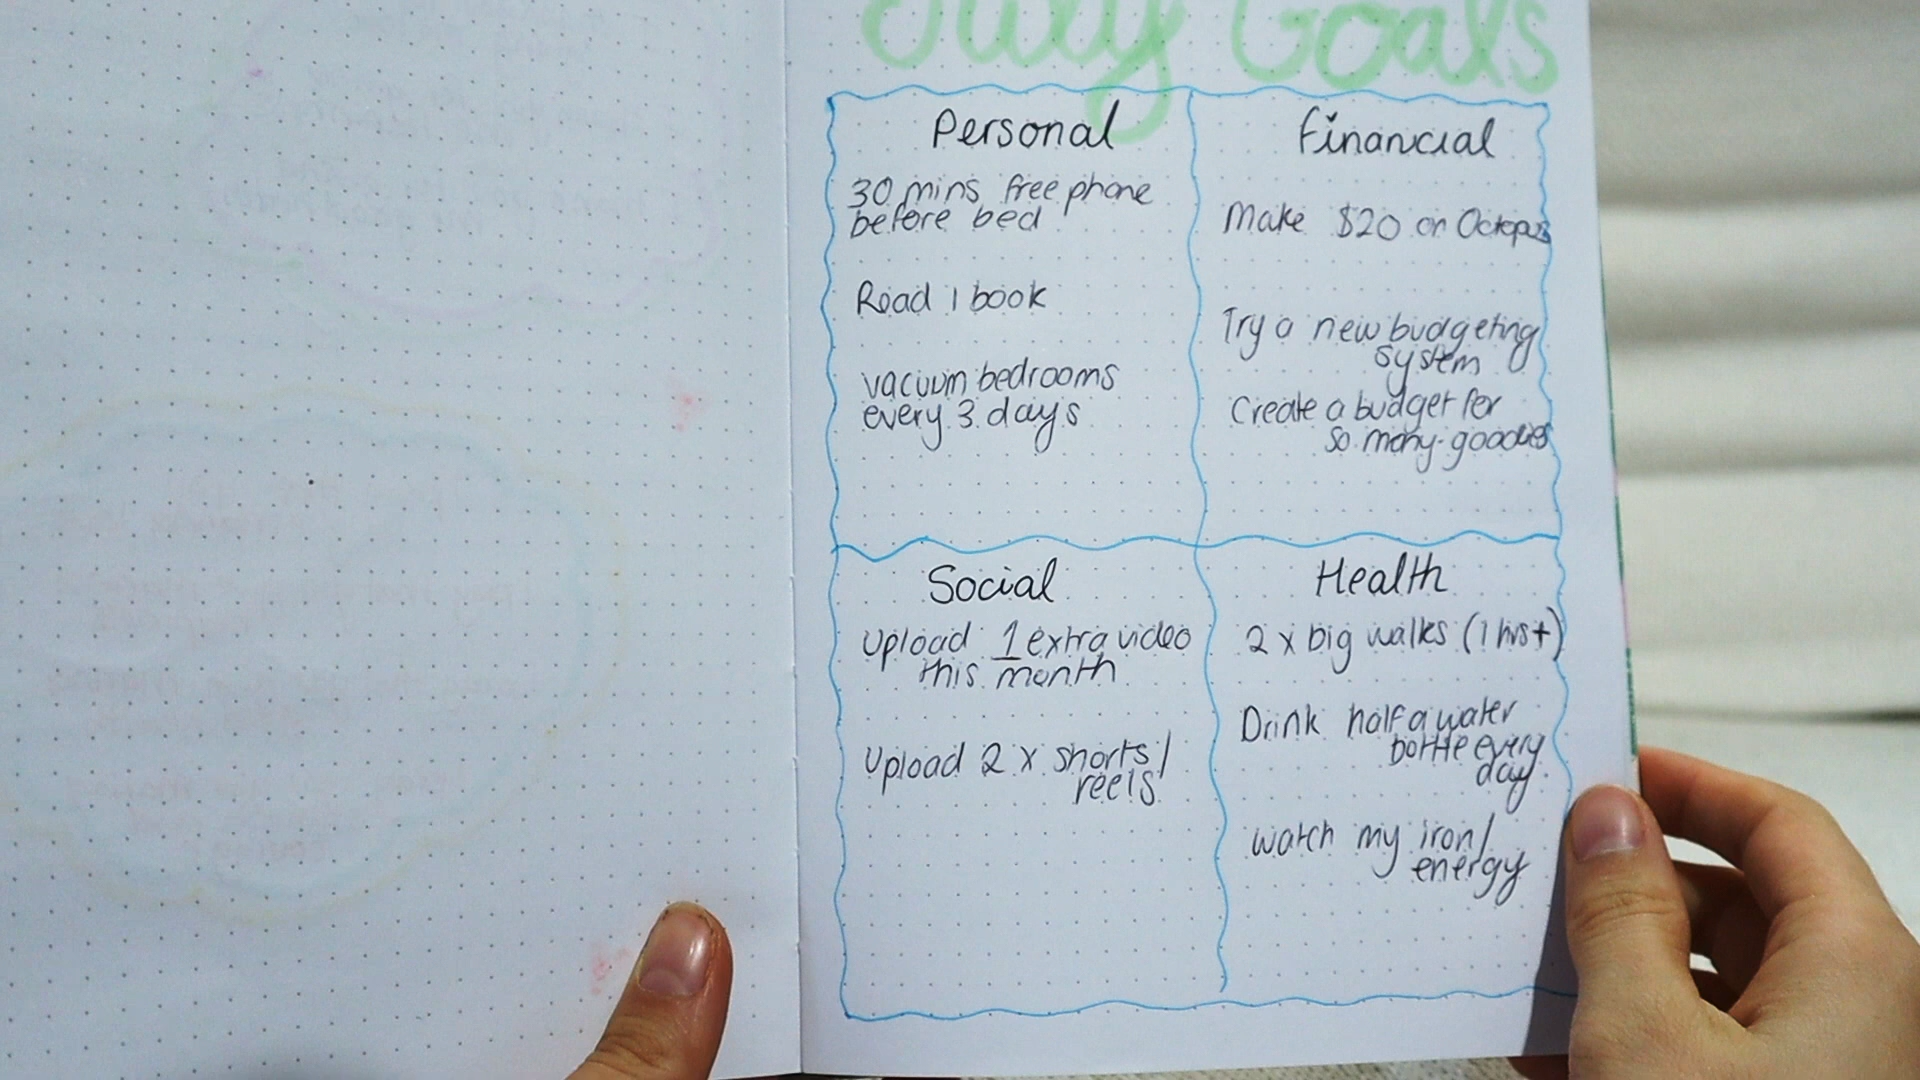 July Goals
Personal
30 mins free phone
before bed
Read 1 book
vacuum bedrooms
every 3 days
Financial
Make $20 on Octopus
Try a new budgeting
system
Create a budget for
so many goodies
Social
Upload 1 extra video
this month
Upload 2 x shorts/
reels
Health
2 x big walks (1 hrs+)
Drink half a water
bottle every
day
watch my iron/
energy